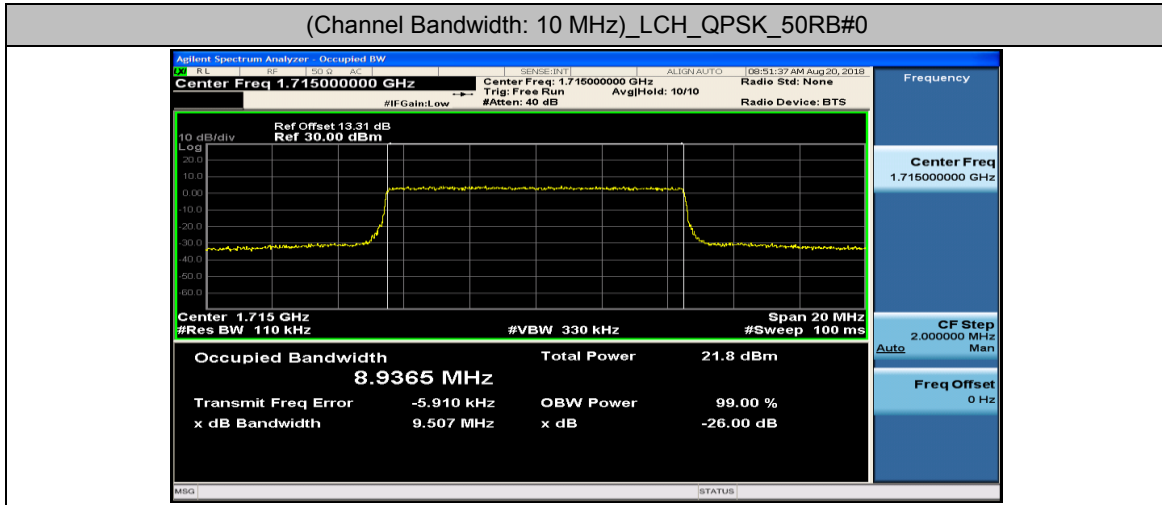 (Channel Bandwidth: 10 MHz)_LCH_QPSK_50RB#0
Agilent Spectrum Analyzer - Occupied BW
LXI RL RF 50 Ω AC SENSE:INT ALIGNAUTO 08:51:37 AM Aug 20, 2018
Center Freq 1.715000000 GHz
Center Freq: 1.715000000 GHz
Radio Std: None
Trig: Free Run Avg|Hold: 10/10
#IFGain:Low #Atten: 40 dB Radio Device: BTS
Ref Offset 13.31 dB
10 dB/div Ref 30.00 dBm
Log
20.0
10.0
0.00
-10.0
-20.0
-30.0
-40.0
-50.0
-60.0
Center 1.715 GHz Span 20 MHz
#Res BW 110 kHz #VBW 330 kHz #Sweep 100 ms
Occupied Bandwidth Total Power 21.8 dBm
8.9365 MHz
Transmit Freq Error -5.910 kHz OBW Power 99.00 %
x dB Bandwidth 9.507 MHz x dB -26.00 dB
MSG STATUS
Frequency
Center Freq
1.715000000 GHz
CF Step
2.000000 MHz
Auto Man
Freq Offset
0 Hz